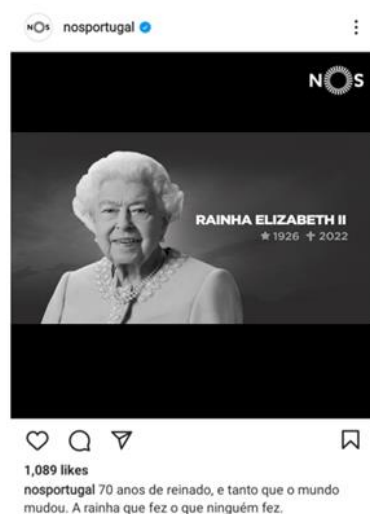 NOS nosportugal
NOS
RAINHA ELIZABETH II
★ 1926 ✝ 2022
1,089 likes
nosportugal 70 anos de reinado, e tanto que o mundo
mudou. A rainha que fez o que ninguém fez.